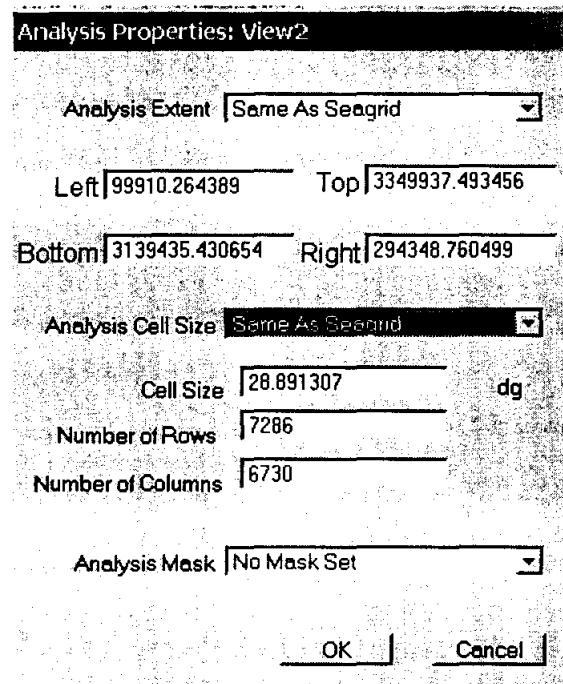 Analysis Properties: View2
Analysis Extent Same As Seagrid
Left 99910.264389 Top 3349937.493456
Bottom 3139435.430654 Right 294348.760499
Analysis Cell Size Same As Seagrid
Cell Size 28.891307 dg
Number of Rows 7286
Number of Columns 6730
Analysis Mask No Mask Set
OK Cancel